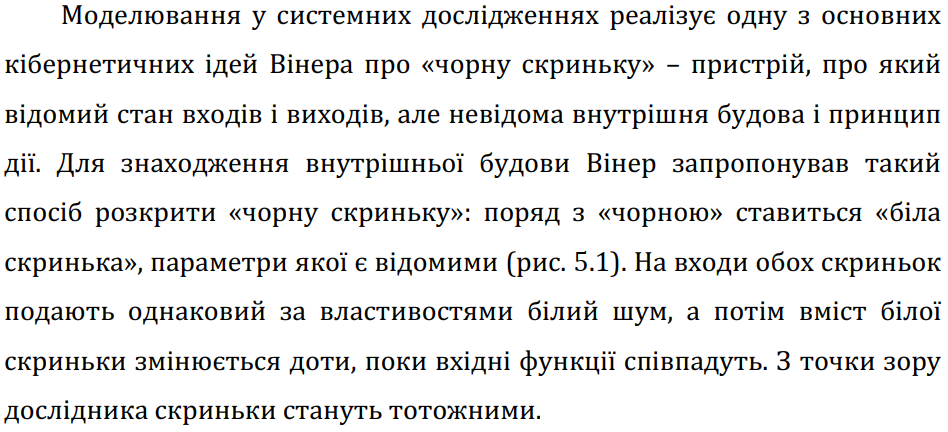 Моделювання у системних дослідженнях реалізує одну з основних
кібернетичних ідей Вінера про «чорну скриньку» – пристрій, про який
відомий стан входів і виходів, але невідома внутрішня будова і принцип
дії. Для знаходження внутрішньої будови Вінер запропонував такий
спосіб розкрити «чорну скриньку»: поряд з «чорною» ставиться «біла
скринька», параметри якої є відомими (рис. 5.1). На входи обох скриньок
подають однаковий за властивостями білий шум, а потім вміст білої
скриньки змінюється доти, поки вхідні функції співпадуть. З точки зору
дослідника скриньки стануть тотожними.